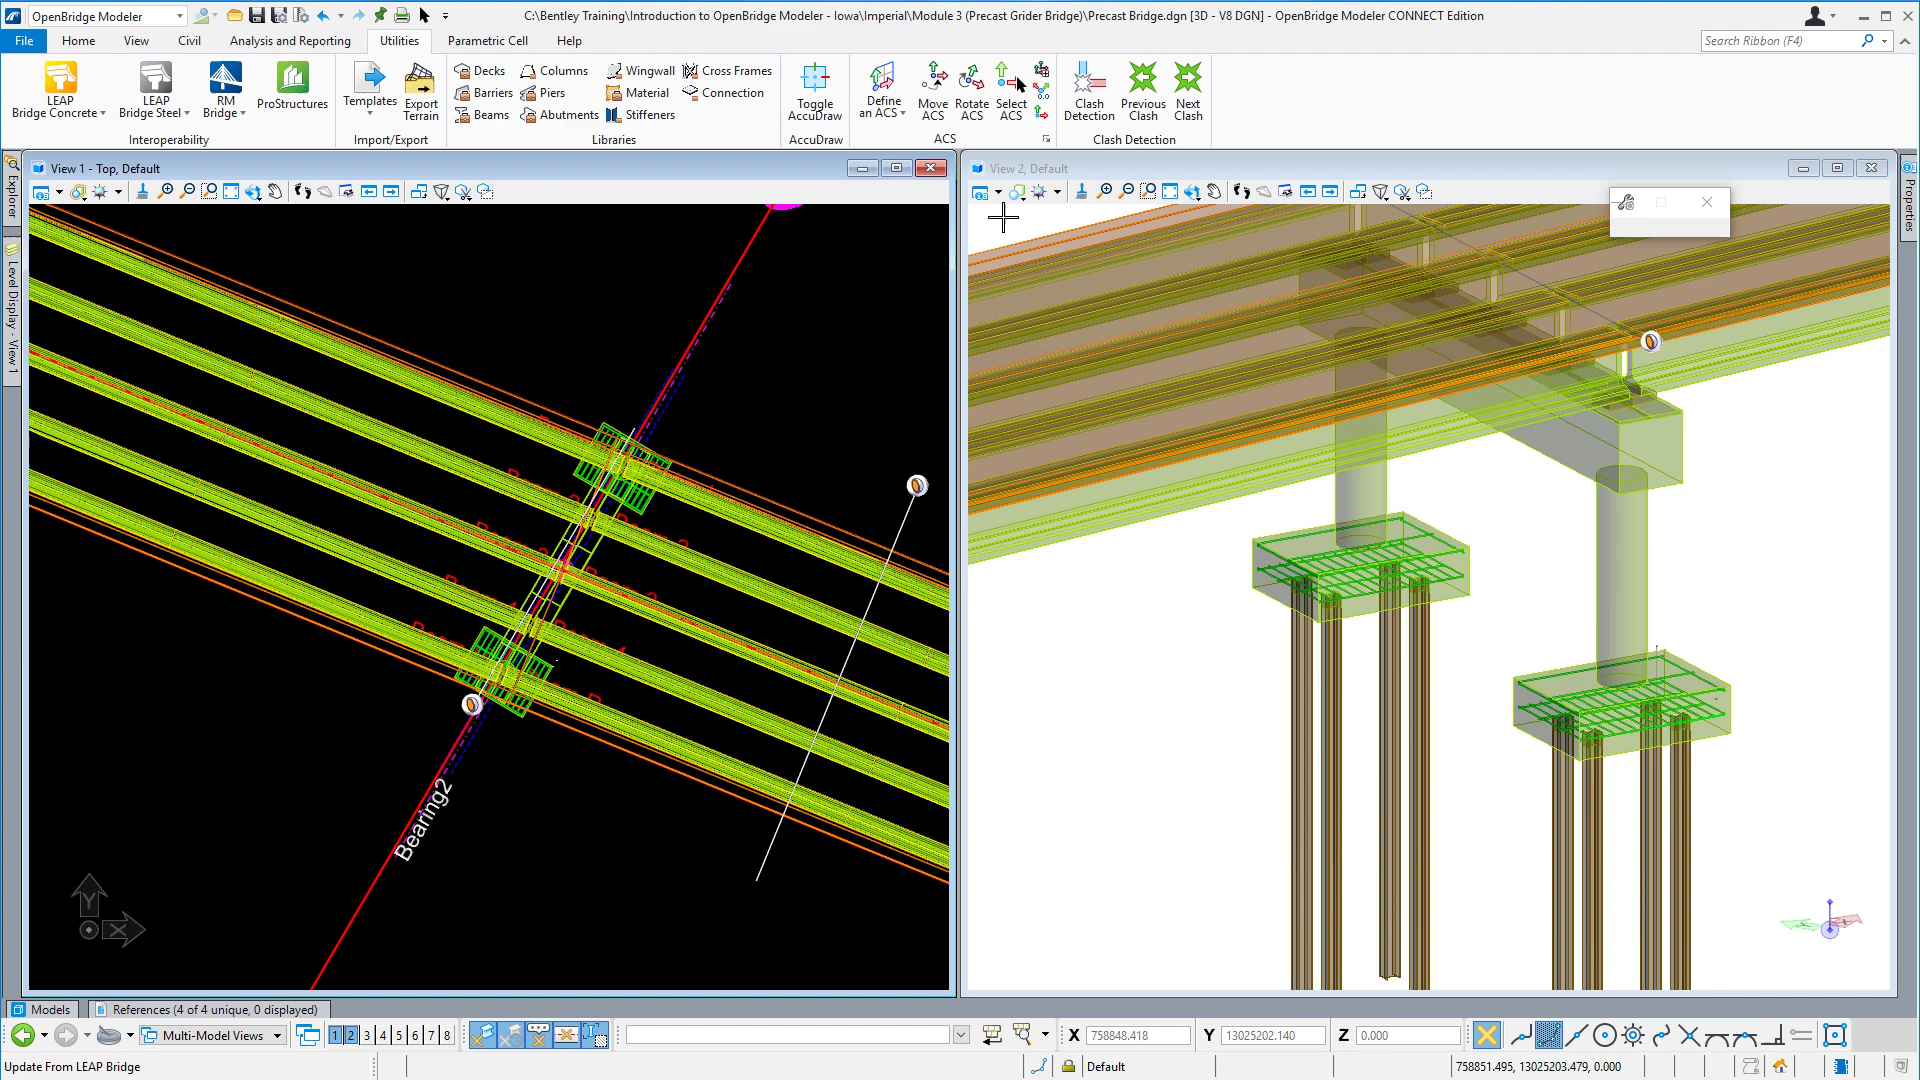 OpenBridge Modeler
C:\Bentley Training\Introduction to OpenBridge Modeler - Iowa\Imperial\Module 3 (Precast Grider Bridge)\Precast Bridge.dgn [3D - V8 DGN] - OpenBridge Modeler CONNECT Edition
File Home View Civil Analysis and Reporting Utilities Parametric Cell Help
Search Ribbon (F4)
LEAP Bridge Concrete
LEAP Bridge Steel
RM Bridge
ProStructures
Interoperability
Templates
Export Terrain
Import/Export
Decks Columns Wingwall Cross Frames
Barriers Piers Material Connection
Beams Abutments Stiffeners
Libraries
Toggle AccuDraw
AccuDraw
Define an ACS
Move ACS
Rotate ACS
Select ACS
ACS
Clash Detection
Previous Clash
Next Clash
Clash Detection
Explorer
Level Display - View 1
View 1 - Top, Default
View 2, Default
Properties
Bearing2
Y
X
Models
References (4 of 4 unique, 0 displayed)
Multi-Model Views
1 2 3 4 5 6 7 8
X 758848.418 Y 13025202.140 Z 0.000
Update From LEAP Bridge
Default
758851.495, 13025203.479, 0.000